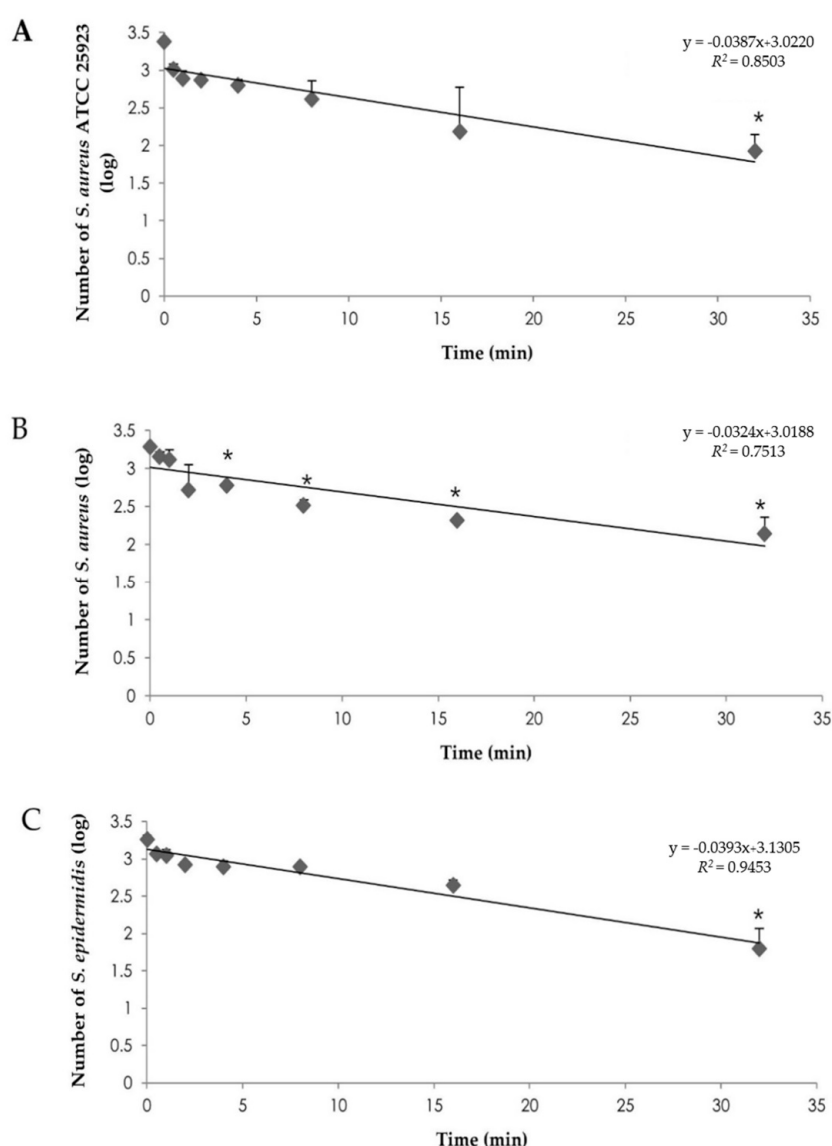 A
y = -0.0387x+3.0220
R² = 0.8503
Number of S. aureus ATCC 25923
(log)
3.5
3
2.5
2
1.5
1
0.5
0
*
0 5 10 15 20 25 30 35
Time (min)
B
y = -0.0324x+3.0188
R² = 0.7513
Number of S. aureus (log)
3.5
3
2.5
2
1.5
1
0.5
0
* * * *
0 5 10 15 20 25 30 35
Time (min)
C
y = -0.0393x+3.1305
R² = 0.9453
Number of S. epidermidis (log)
3.5
3
2.5
2
1.5
1
0.5
0
*
0 5 10 15 20 25 30 35
Time (min)